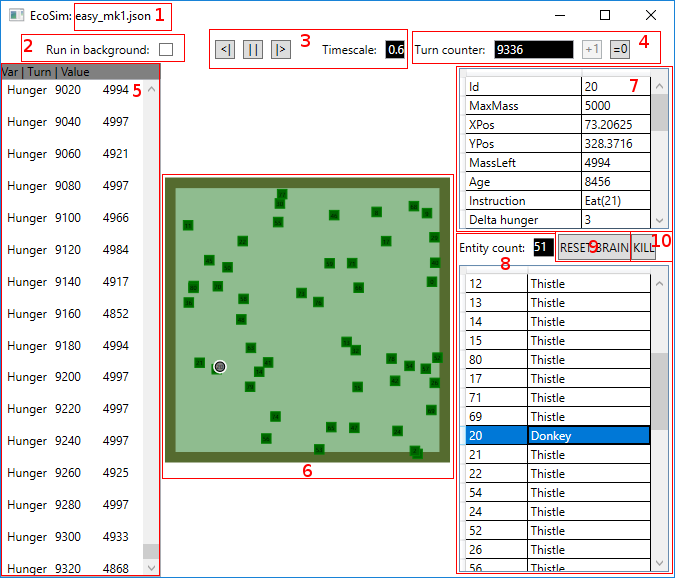 EcoSim: easy_mk1.json 1
2 Run in background:
<| || |> 3 Timescale: 0.6
Turn counter: 9336 +1 =0 4
Var | Turn | Value
Hunger 9020 4994 5
Hunger 9040 4997
Hunger 9060 4921
Hunger 9080 4997
Hunger 9100 4966
Hunger 9120 4984
Hunger 9140 4917
Hunger 9160 4852
Hunger 9180 4994
Hunger 9200 4997
Hunger 9220 4997
Hunger 9240 4997
Hunger 9260 4925
Hunger 9280 4997
Hunger 9300 4933
Hunger 9320 4868
6
Id 20 7
MaxMass 5000
XPos 73.20625
YPos 328.3716
MassLeft 4994
Age 8456
Instruction Eat(21)
Delta hunger 3
Entity count: 51 RESET BRAIN KILL
8 9 10
12 Thistle
13 Thistle
14 Thistle
15 Thistle
80 Thistle
17 Thistle
71 Thistle
69 Thistle
20 Donkey
21 Thistle
22 Thistle
54 Thistle
24 Thistle
52 Thistle
26 Thistle
56 Thistle